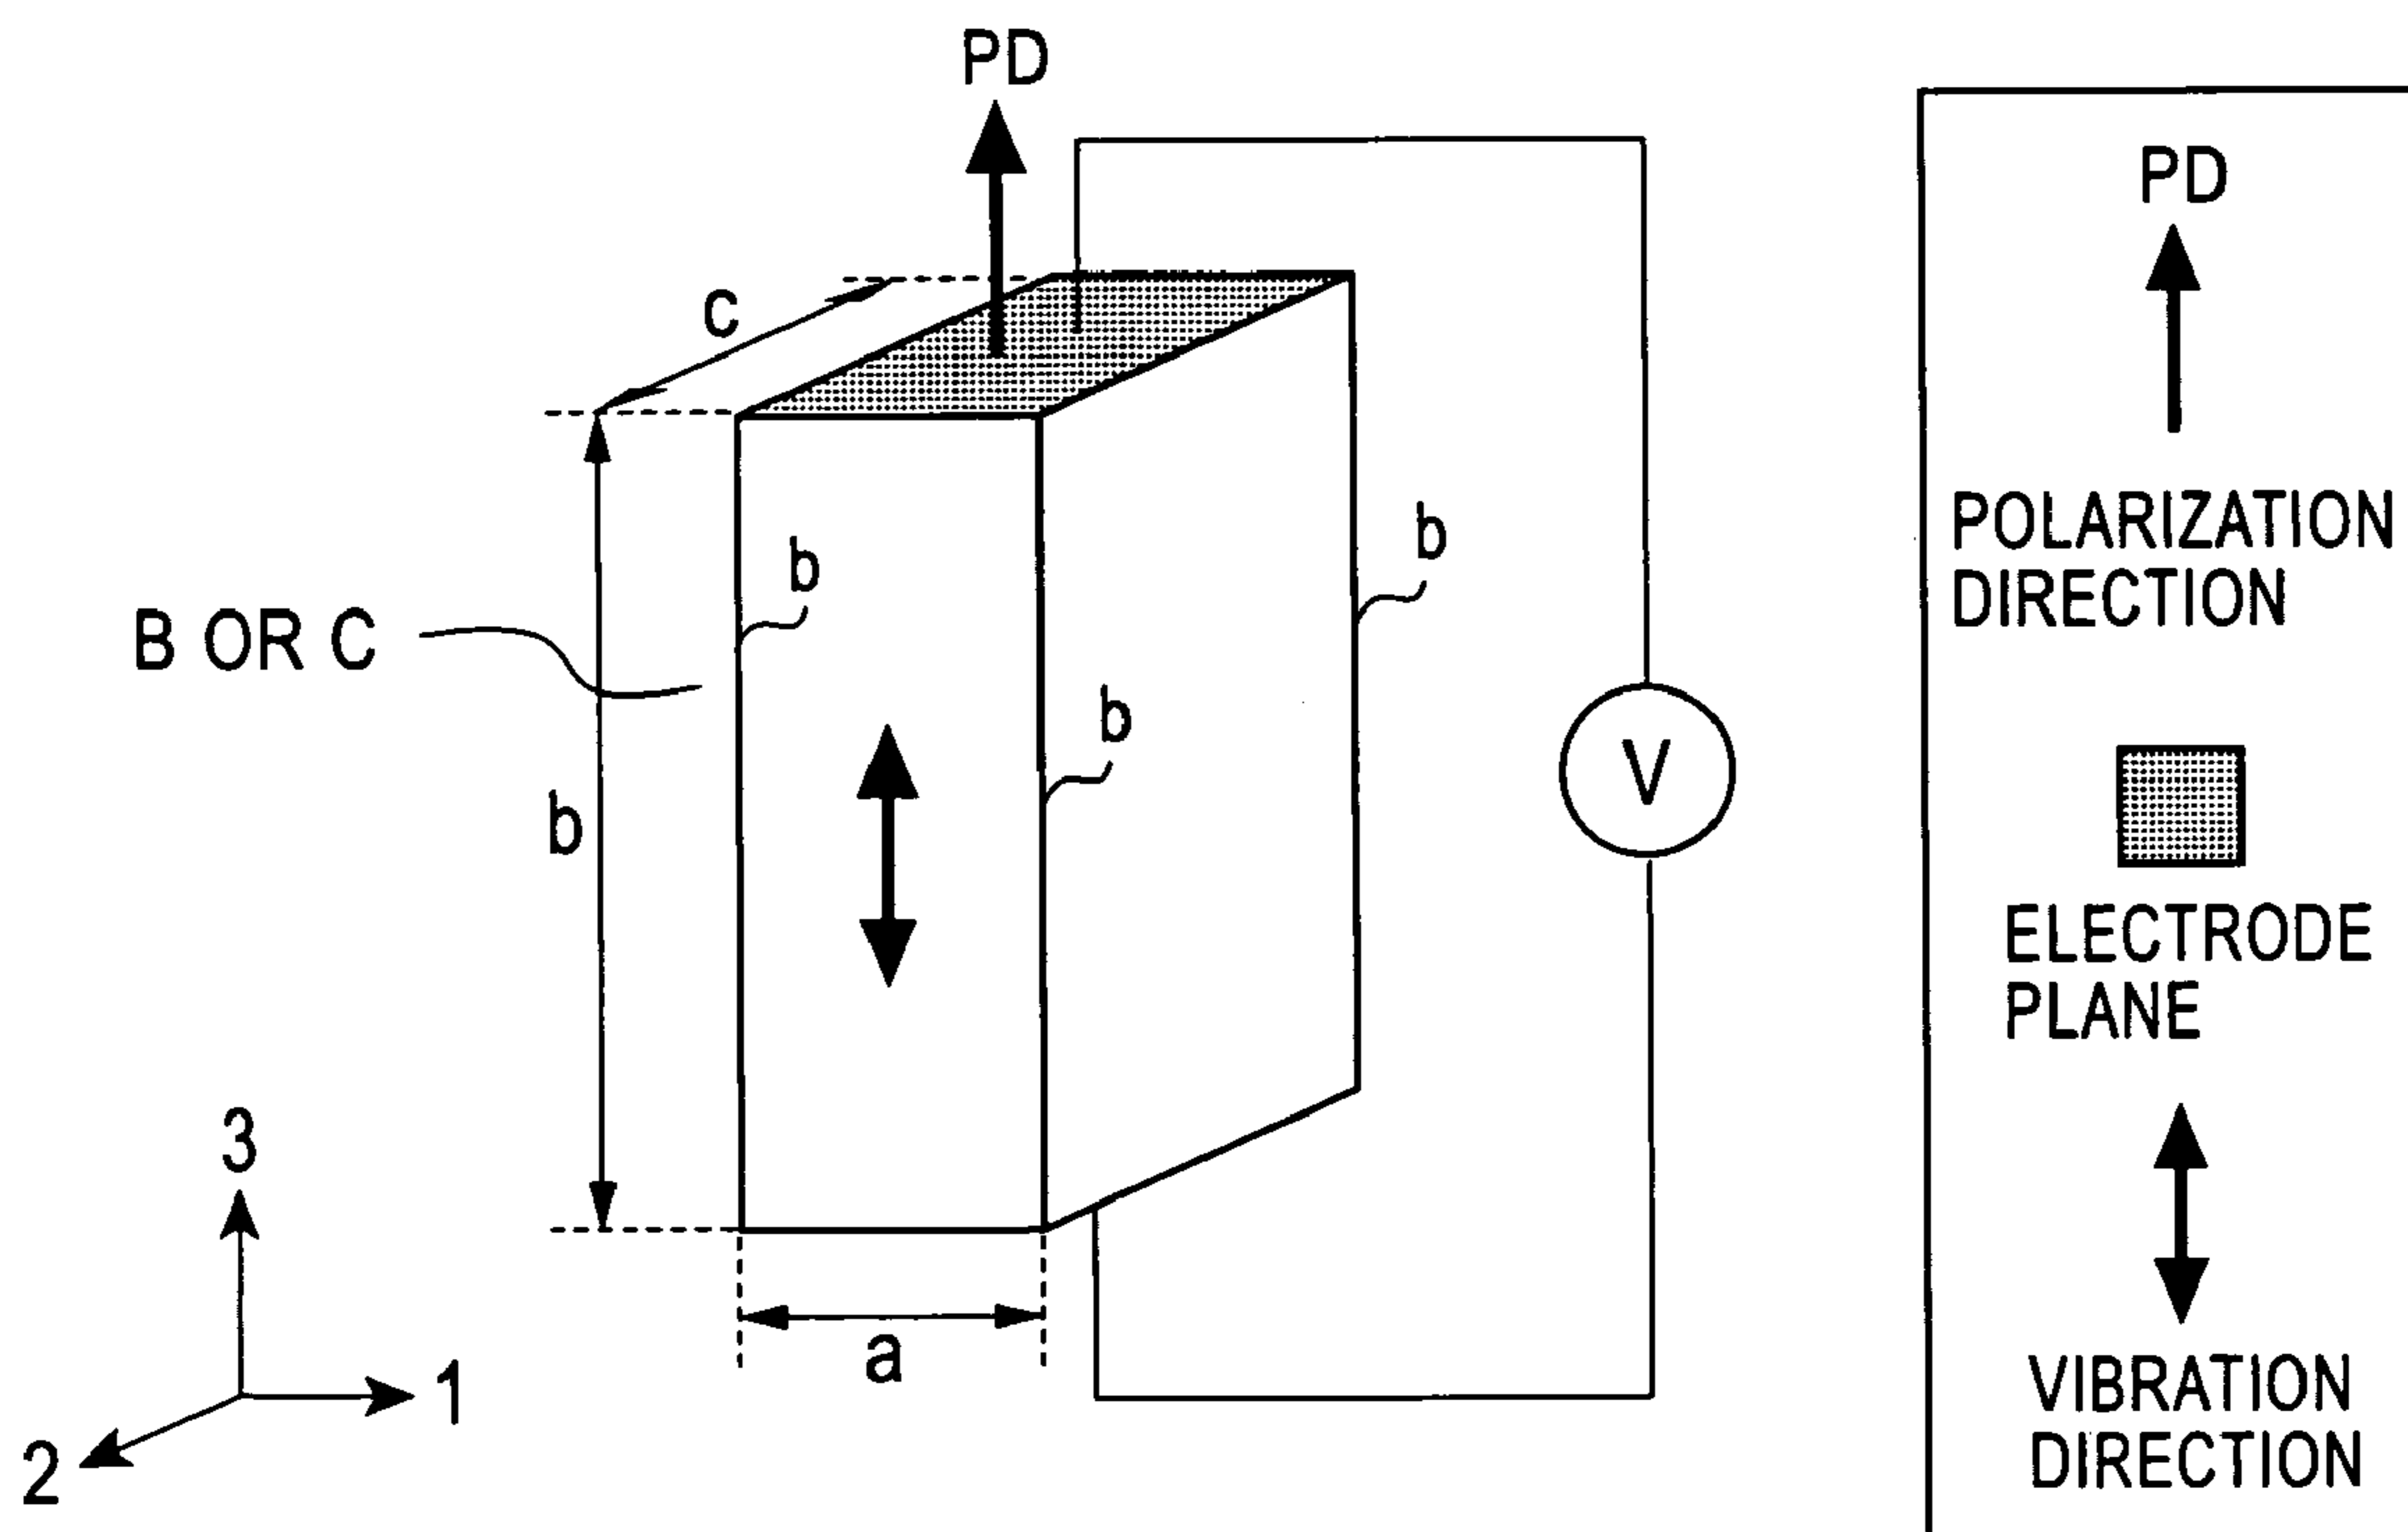 PD
c
b
b
B OR C
b
b
V
3
1
2
a
PD
POLARIZATION
DIRECTION
ELECTRODE
PLANE
VIBRATION
DIRECTION